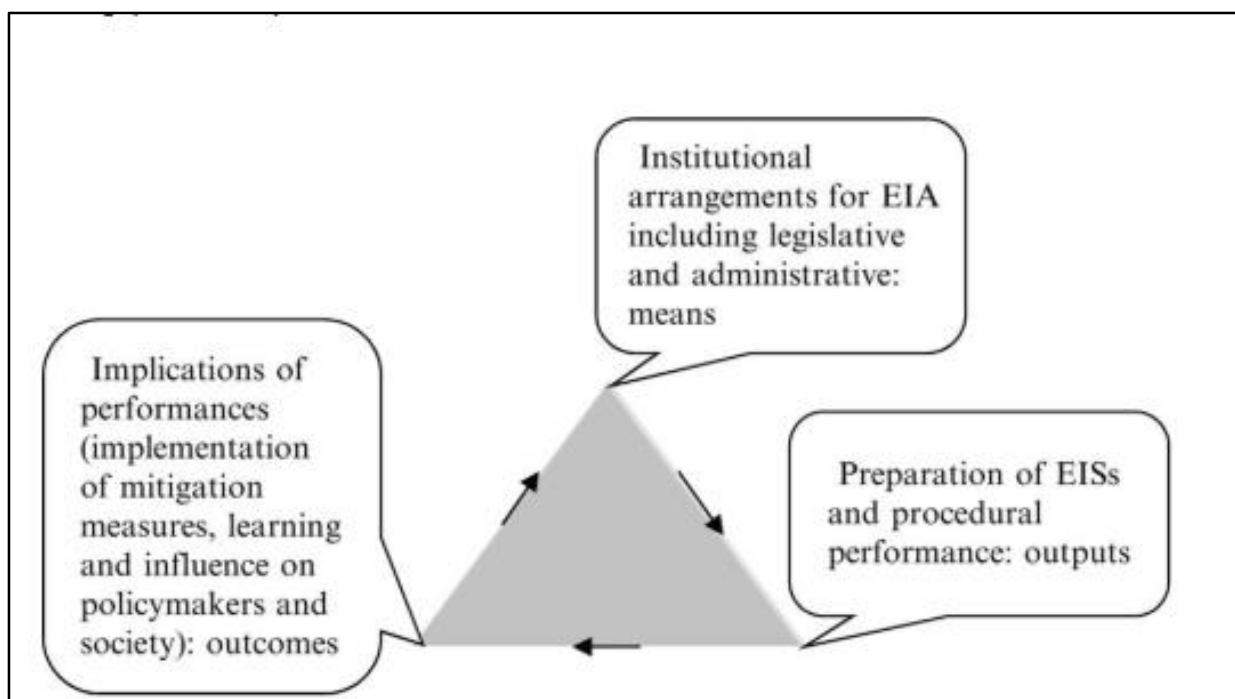 Institutional
arrangements for EIA
including legislative
and administrative:
means
Implications of
performances
(implementation
of mitigation
measures, learning
and influence on
policymakers and
society): outcomes
Preparation of EISs
and procedural
performance: outputs